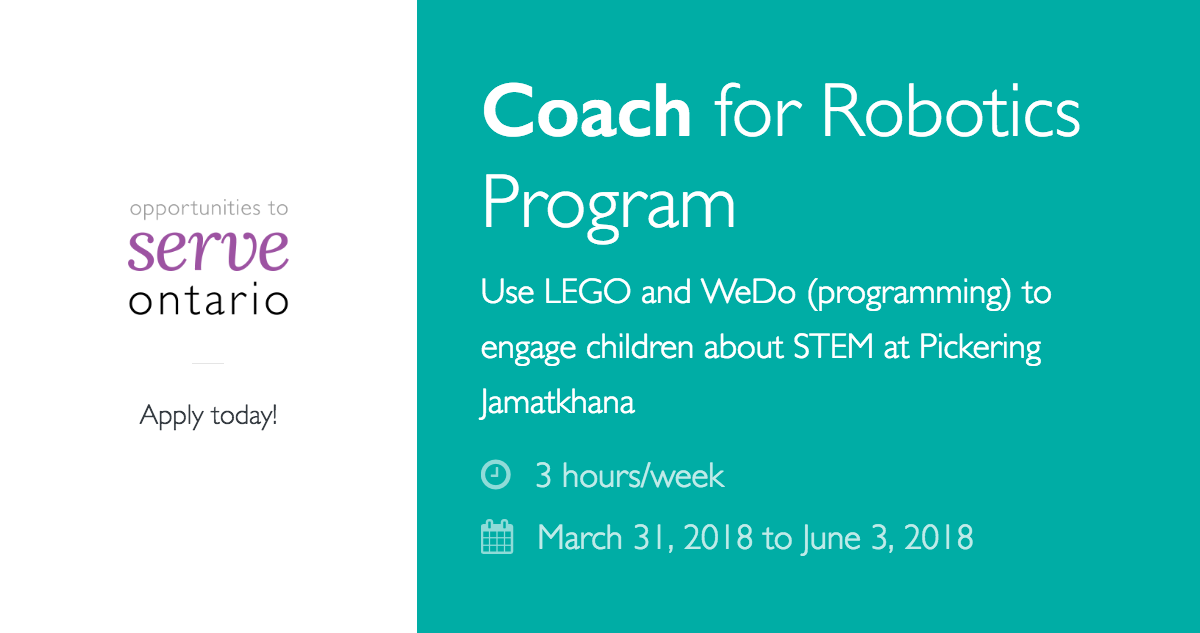 opportunities to
serve
ontario
Apply today!
Coach for Robotics
Program
Use LEGO and WeDo (programming) to
engage children about STEM at Pickering
Jamatkhana
3 hours/week
March 31, 2018 to June 3, 2018